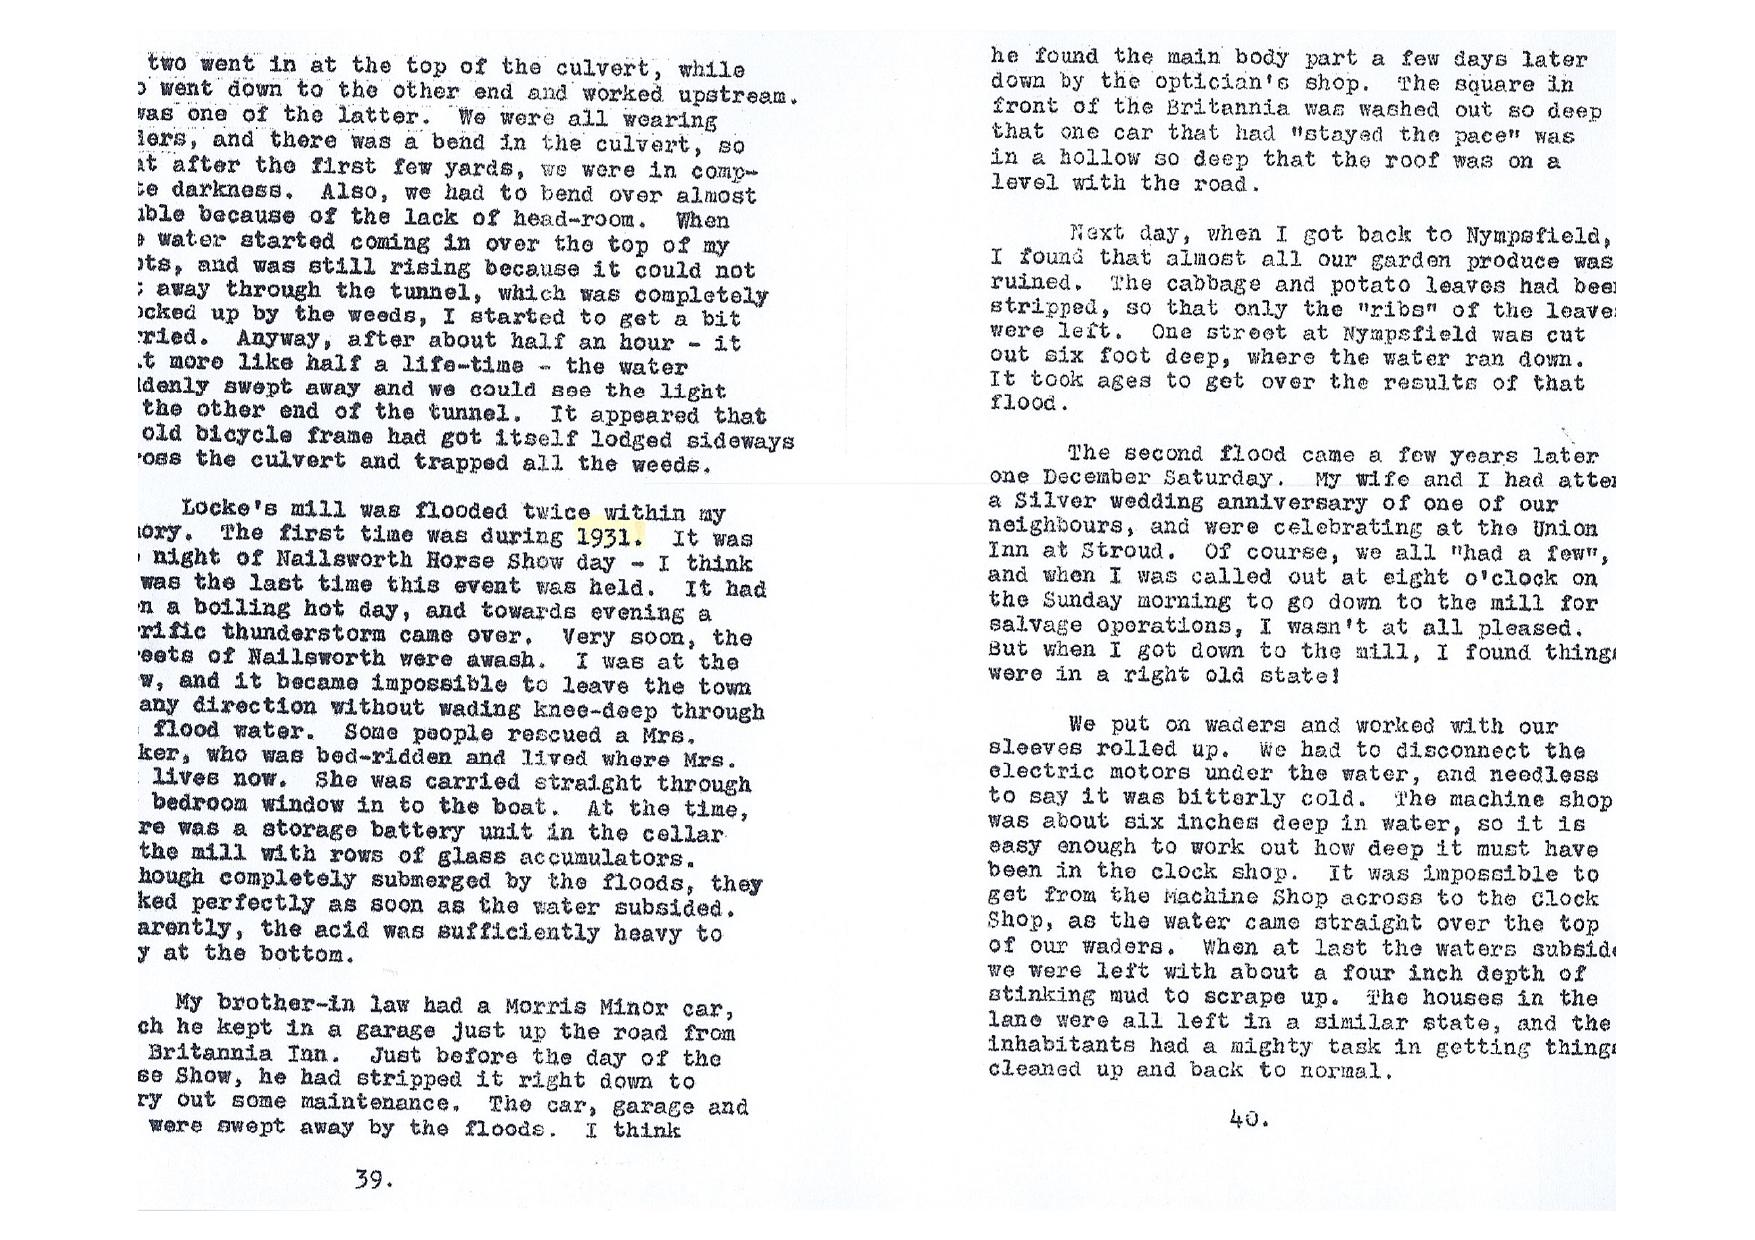 two went in at the top of the culvert, while
went down to the other end and worked upstream.
was one of the latter. We were all wearing
ers, and there was a bend in the culvert, so
t after the first few yards, we were in comp-
e darkness. Also, we had to bend over almost
ble because of the lack of head-room. When
water started coming in over the top of my
ts, and was still rising because it could not
away through the tunnel, which was completely
cked up by the weeds, I started to get a bit
ried. Anyway, after about half an hour - it
t more like half a life-time - the water
denly swept away and we could see the light
the other end of the tunnel. It appeared that
old bicycle frame had got itself lodged sideways
oss the culvert and trapped all the weeds.
Locke's mill was flooded twice within my
ory. The first time was during 1931. It was
night of Nailsworth Horse Show day - I think
was the last time this event was held. It had
n a boiling hot day, and towards evening a
rific thunderstorm came over. Very soon, the
eets of Nailsworth were awash. I was at the
w, and it became impossible to leave the town
any direction without wading knee-deep through
flood water. Some people rescued a Mrs.
ker, who was bed-ridden and lived where Mrs.
lives now. She was carried straight through
bedroom window in to the boat. At the time,
re was a storage battery unit in the cellar
the mill with rows of glass accumulators.
hough completely submerged by the floods, they
ked perfectly as soon as the water subsided.
arently, the acid was sufficiently heavy to
y at the bottom.
My brother-in law had a Morris Minor car,
ch he kept in a garage just up the road from
Britannia Inn. Just before the day of the
se Show, he had stripped it right down to
ry out some maintenance. The car, garage and
were swept away by the floods. I think
39.
he found the main body part a few days later
down by the optician's shop. The square in
front of the Britannia was washed out so deep
that one car that had "stayed the pace" was
in a hollow so deep that the roof was on a
level with the road.
Next day, when I got back to Nympsfield,
I found that almost all our garden produce was
ruined. The cabbage and potato leaves had bee
stripped, so that only the "ribs" of the leave
were left. One street at Nympsfield was cut
out six foot deep, where the water ran down.
It took ages to get over the results of that
flood.
The second flood came a few years later
one December Saturday. My wife and I had atte
a Silver wedding anniversary of one of our
neighbours, and were celebrating at the Union
Inn at Stroud. Of course, we all "had a few",
and when I was called out at eight o'clock on
the Sunday morning to go down to the mill for
salvage operations, I wasn't at all pleased.
But when I got down to the mill, I found thing
were in a right old state!
We put on waders and worked with our
sleeves rolled up. We had to disconnect the
electric motors under the water, and needless
to say it was bitterly cold. The machine shop
was about six inches deep in water, so it is
easy enough to work out how deep it must have
been in the clock shop. It was impossible to
get from the Machine Shop across to the Clock
Shop, as the water came straight over the top
of our waders. When at last the waters subsid
we were left with about a four inch depth of
stinking mud to scrape up. The houses in the
lane were all left in a similar state, and the
inhabitants had a mighty task in getting thing
cleaned up and back to normal.
40.